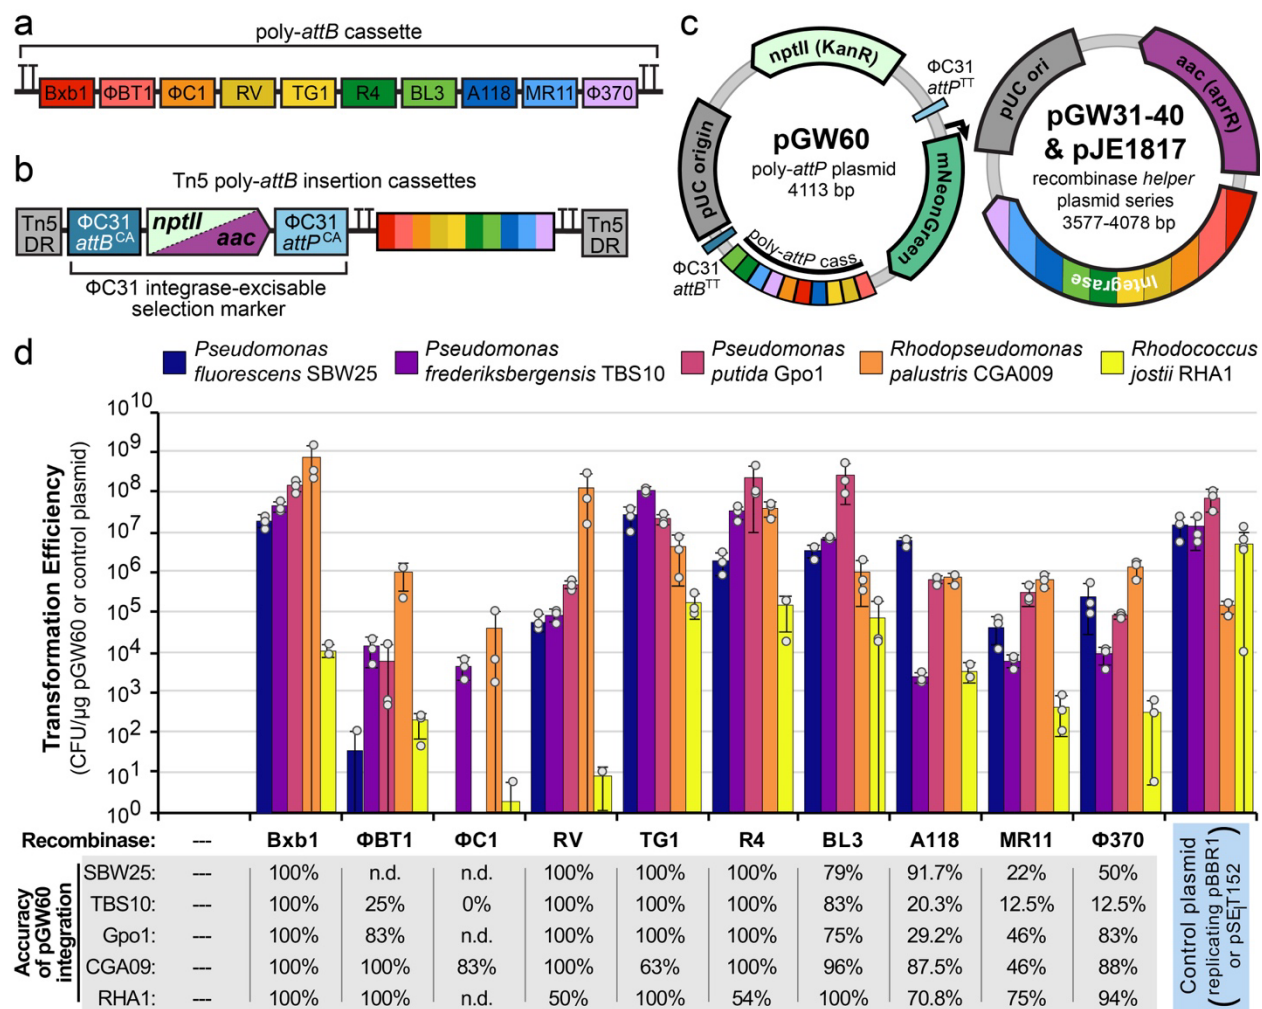 a
poly-attB cassette
Bxb1 ΦBT1 ΦC1 RV TG1 R4 BL3 A118 MR11 Φ370
b
Tn5 poly-attB insertion cassettes
Tn5 DR
ΦC31 attB CA
nptII
aac
ΦC31 attP CA
Tn5 DR
ΦC31 integrase-excisable
selection marker
c
nptII (KanR)
ΦC31
attP TT
pUC origin
pGW60
poly-attP plasmid
4113 bp
mNeonGreen
poly-attP cass.
ΦC31
attB TT
pUC ori
aac (aprR)
pGW31-40
& pJE1817
recombinase helper
plasmid series
3577-4078 bp
Integrase
d
Pseudomonas
fluorescens SBW25
Pseudomonas
frederiksbergensis TBS10
Pseudomonas
putida Gpo1
Rhodopseudomonas
palustris CGA009
Rhodococcus
jostii RHA1
Transformation Efficiency
(CFU/µg pGW60 or control plasmid)
10^10
10^9
10^8
10^7
10^6
10^5
10^4
10^3
10^2
10^1
10^0
Recombinase: --- Bxb1 ΦBT1 ΦC1 RV TG1 R4 BL3 A118 MR11 Φ370
Accuracy
of pGW60
integration
SBW25: --- 100% n.d. n.d. 100% 100% 100% 79% 91.7% 22% 50%
TBS10: --- 100% 25% 0% 100% 100% 100% 83% 20.3% 12.5% 12.5%
Gpo1: --- 100% 83% n.d. 100% 100% 100% 75% 29.2% 46% 83%
CGA09: --- 100% 100% 83% 100% 63% 100% 96% 87.5% 46% 88%
RHA1: --- 100% 100% n.d. 50% 100% 54% 100% 70.8% 75% 94%
Control plasmid
(replicating pBBR1
or pSET152)